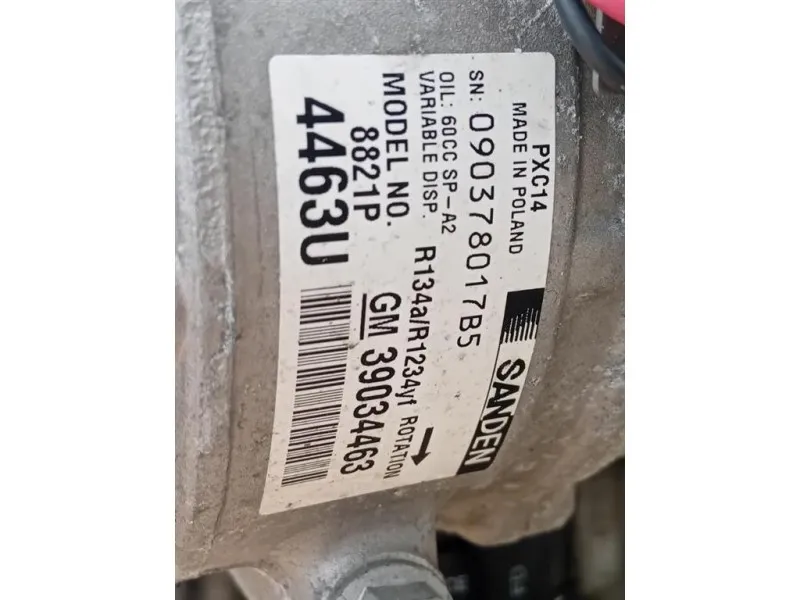 PXC14
MADE IN POLAND
SANDEN
SN: 090378017B5
OIL: 60CC SP-A2
VARIABLE DISP.
R134a/R1234yf
ROTATION
MODEL NO.
8821P
GM 39034463
4463U